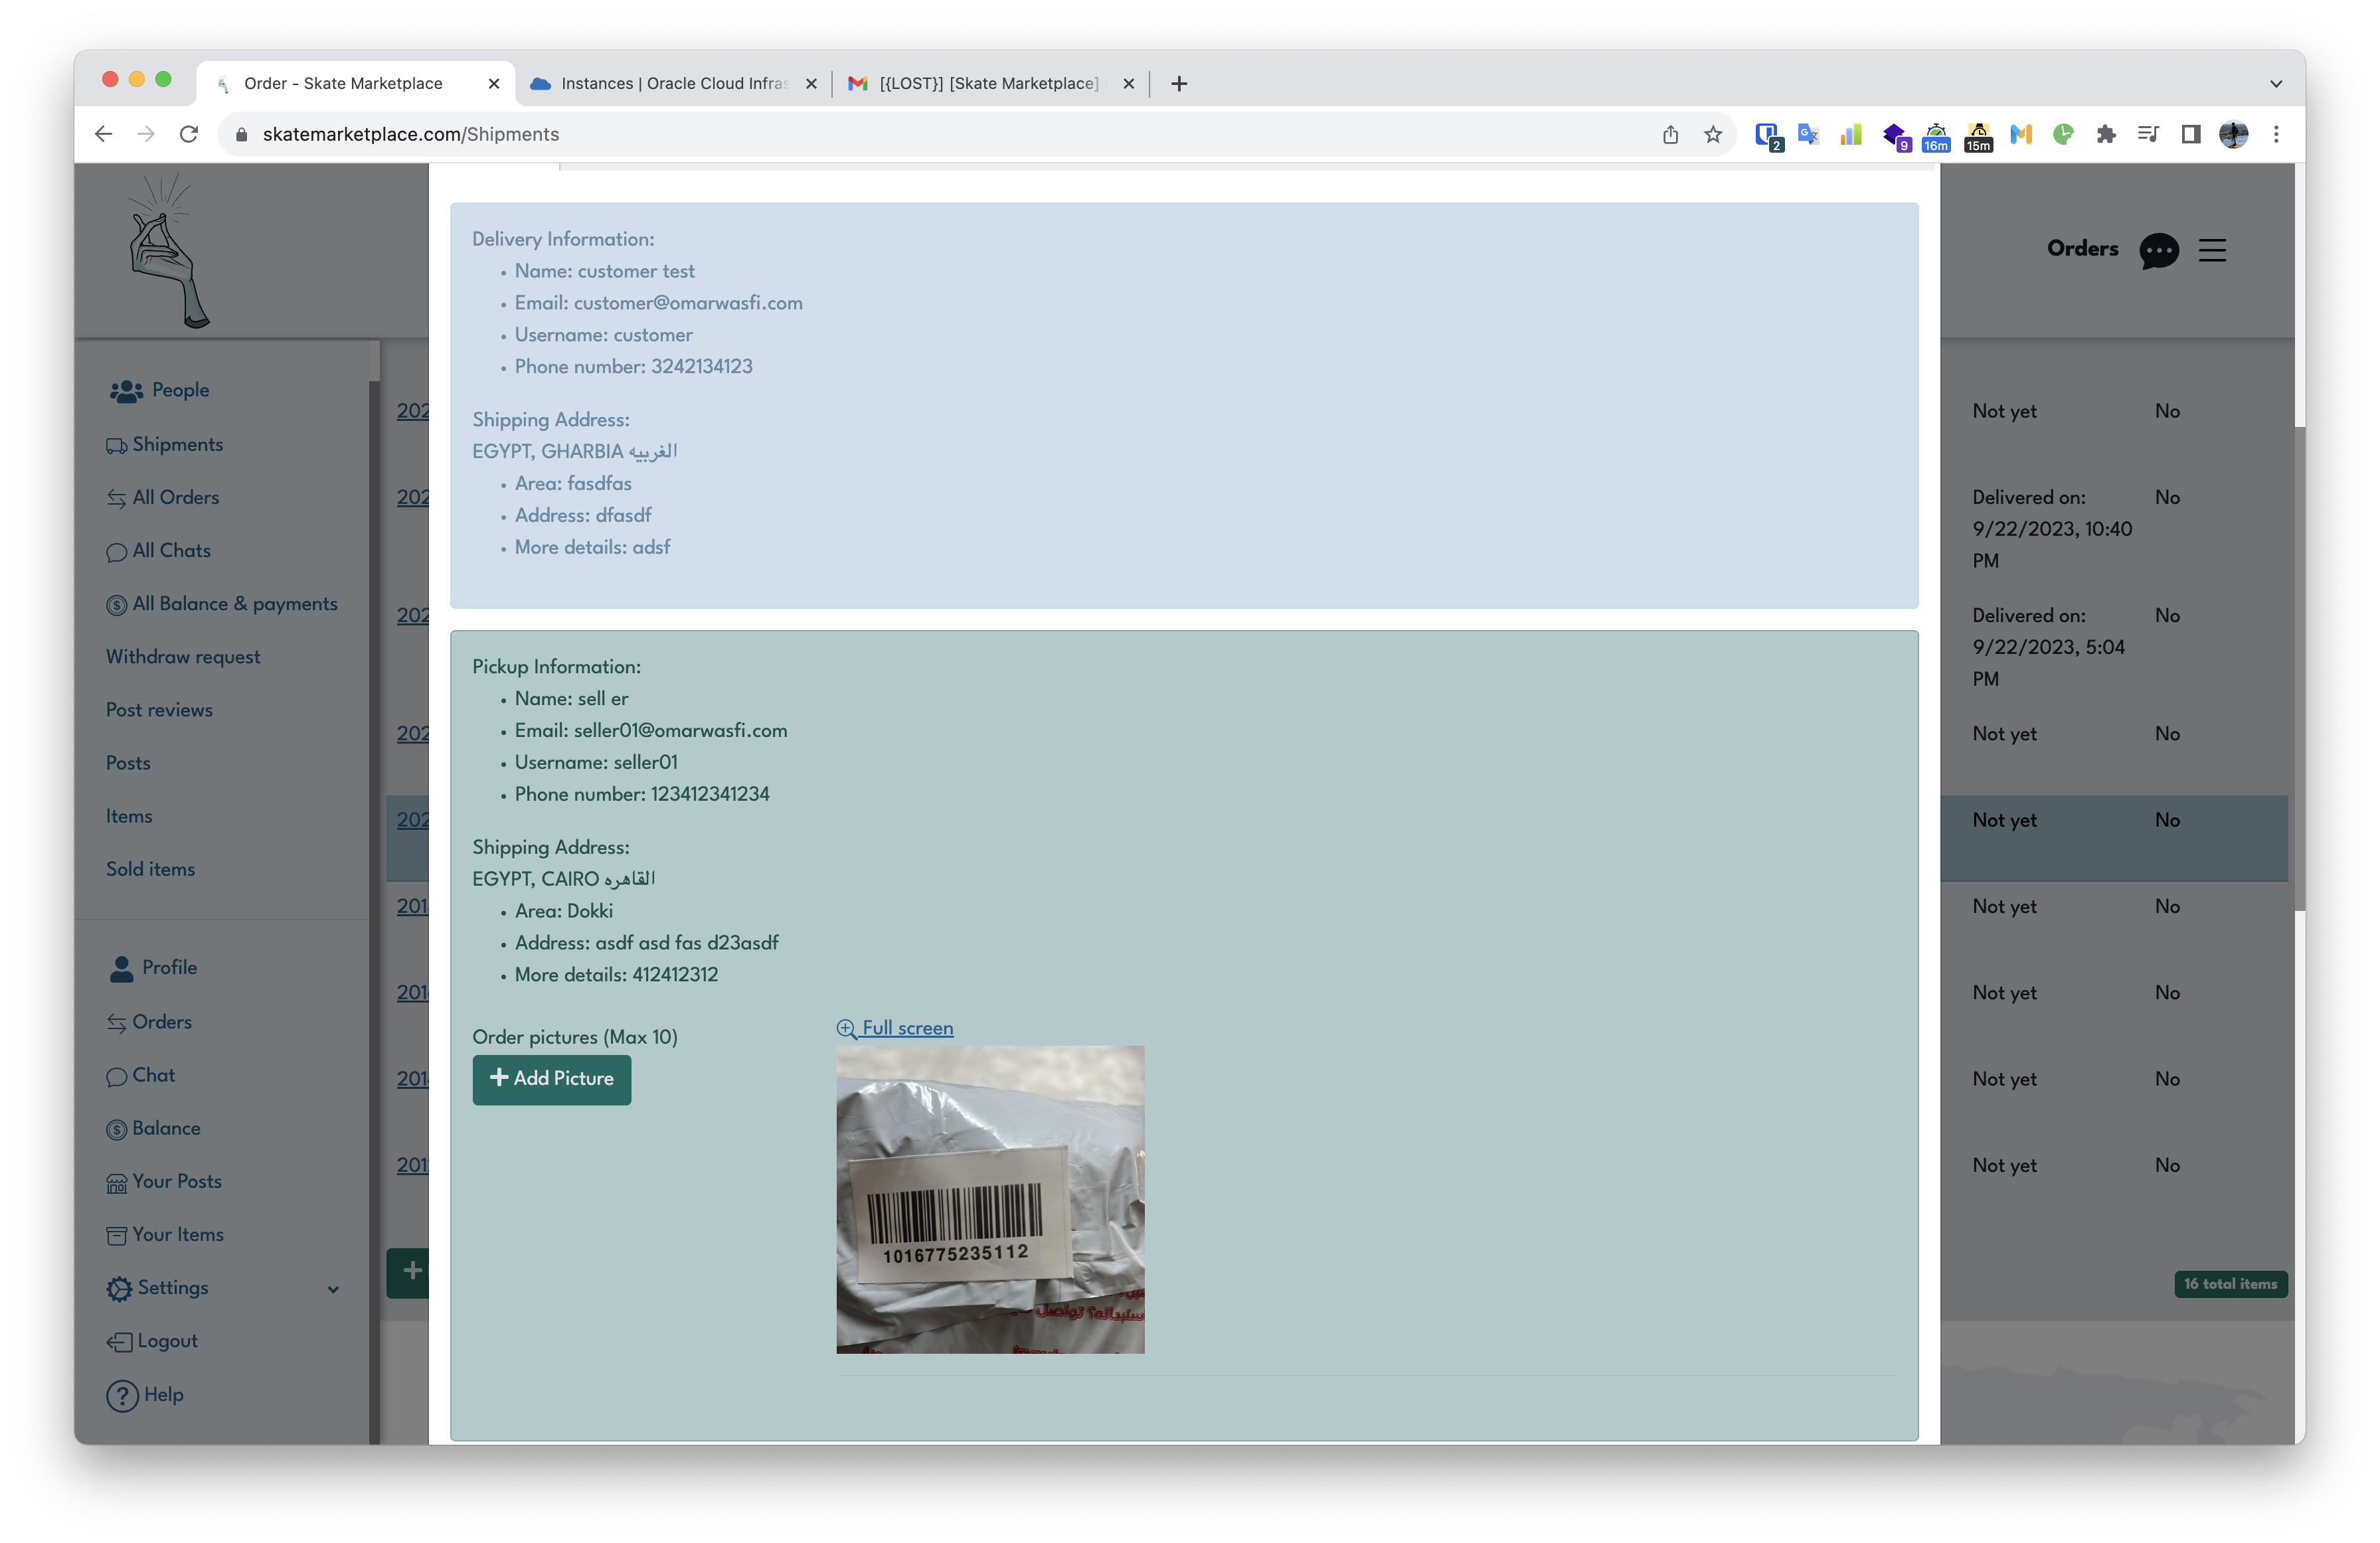 Order - Skate Marketplace
Instances | Oracle Cloud Infras
[{LOST}] [Skate Marketplace]
skatemarketplace.com/Shipments
2
9
16m
15m
Orders
People
Shipments
All Orders
All Chats
All Balance & payments
Withdraw request
Post reviews
Posts
Items
Sold items
Profile
Orders
Chat
Balance
Your Posts
Your Items
Settings
Logout
Help
202
202
202
202
202
201
201
201
201
Delivery Information:
Name: customer test
Email: customer@omarwasfi.com
Username: customer
Phone number: 3242134123
Shipping Address:
EGYPT, GHARBIA الغربيه
Area: fasdfas
Address: dfasdf
More details: adsf
Pickup Information:
Name: sell er
Email: seller01@omarwasfi.com
Username: seller01
Phone number: 123412341234
Shipping Address:
EGYPT, CAIRO القاهره
Area: Dokki
Address: asdf asd fas d23asdf
More details: 412412312
Order pictures (Max 10)
Add Picture
Full screen
1016775235112
Not yet No
Delivered on: No
9/22/2023, 10:40
PM
Delivered on: No
9/22/2023, 5:04
PM
Not yet No
Not yet No
Not yet No
Not yet No
Not yet No
Not yet No
16 total items